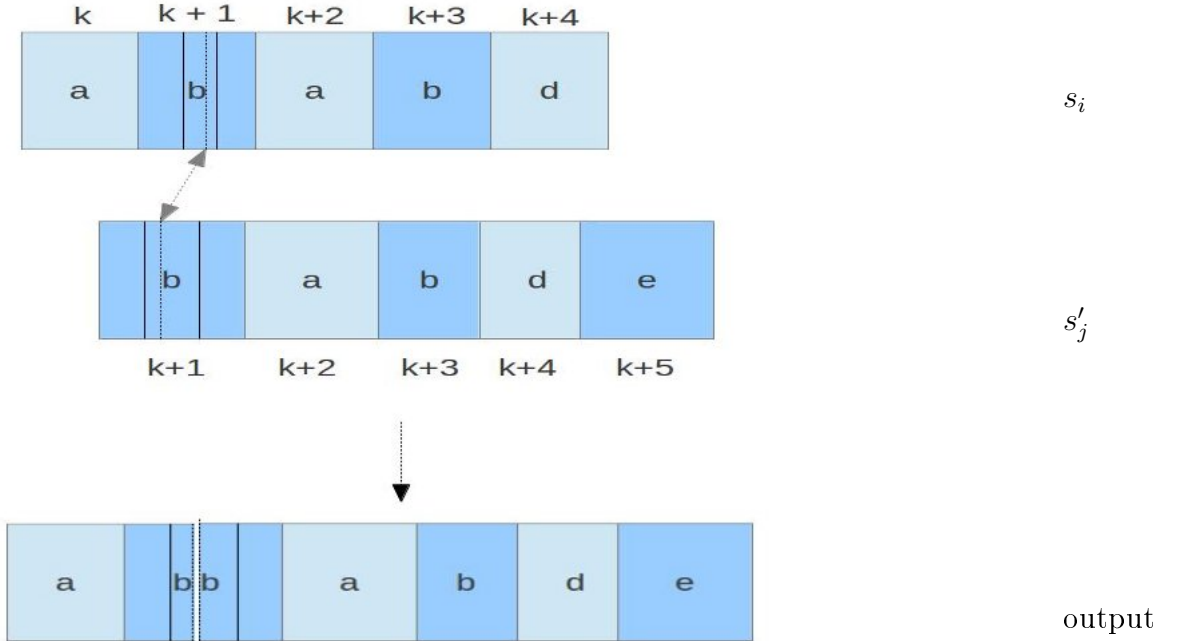 k k + 1 k+2 k+3 k+4
a b a b d
s_i
b a b d e
s'_j
k+1 k+2 k+3 k+4 k+5
a b b a b d e
output